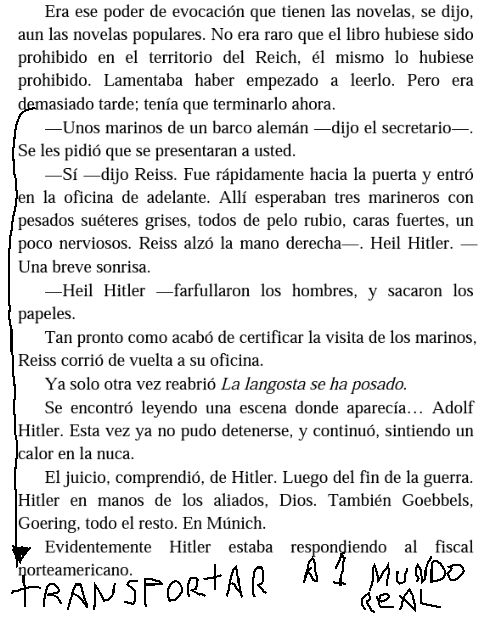 Era ese poder de evocación que tienen las novelas, se dijo,
aun las novelas populares. No era raro que el libro hubiese sido
prohibido en el territorio del Reich, él mismo lo hubiese
prohibido. Lamentaba haber empezado a leerlo. Pero era
demasiado tarde; tenía que terminarlo ahora.
—Unos marinos de un barco alemán —dijo el secretario—.
Se les pidió que se presentaran a usted.
—Sí —dijo Reiss. Fue rápidamente hacia la puerta y entró
en la oficina de adelante. Allí esperaban tres marineros con
pesados suéteres grises, todos de pelo rubio, caras fuertes, un
poco nerviosos. Reiss alzó la mano derecha—. Heil Hitler. —
Una breve sonrisa.
—Heil Hitler —farfullaron los hombres, y sacaron los
papeles.
Tan pronto como acabó de certificar la visita de los marinos,
Reiss corrió de vuelta a su oficina.
Ya solo otra vez reabrió La langosta se ha posado.
Se encontró leyendo una escena donde aparecía… Adolf
Hitler. Esta vez ya no pudo detenerse, y continuó, sintiendo un
calor en la nuca.
El juicio, comprendió, de Hitler. Luego del fin de la guerra.
Hitler en manos de los aliados, Dios. También Goebbels,
Goering, todo el resto. En Múnich.
Evidentemente Hitler estaba respondiendo al fiscal
norteamericano.
TRANSPORTAR A 1 MUNDO
REAL